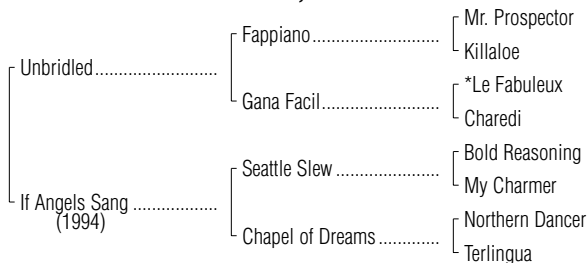 Mr. Prospector
Fappiano
Killaloe
Unbridled
*Le Fabuleux
Gana Facil
Charedi
Bold Reasoning
Seattle Slew
My Charmer
If Angels Sang
(1994)
Northern Dancer
Chapel of Dreams
Terlingua